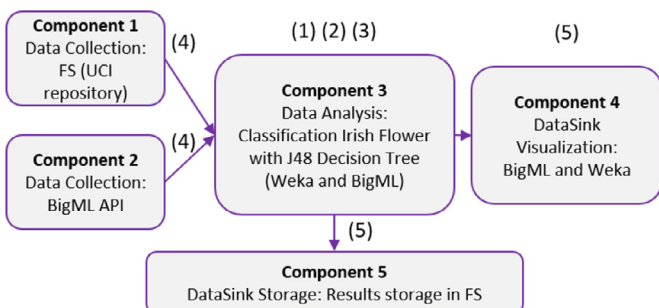 Component 1
Data Collection:
FS (UCI
repository)
(4)
(1) (2) (3)
(5)
Component 2
Data Collection:
BigML API
(4)
Component 3
Data Analysis:
Classification Irish Flower
with J48 Decision Tree
(Weka and BigML)
Component 4
DataSink
Visualization:
BigML and Weka
(5)
Component 5
DataSink Storage: Results storage in FS